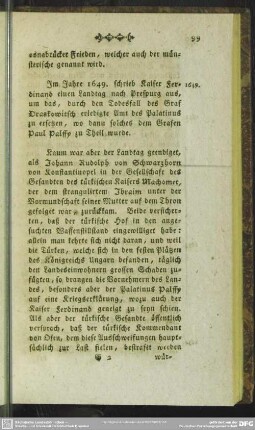 99
osnabrücker Frieden, welcher auch der mün-
sterische genannt wird.
Im Jahre 1649. schrieb Kaiser Fer- 1649.
dinand einen Landtag nach Preßpurg aus,
um das, durch den Todesfall des Graf
Draskowitsch erledigte Amt des Palatinus
zu ersetzen, wo dann solches dem Grafen
Paul Palffy zu Theil wurde.
Kaum war aber der Landtag geendiget,
als Johann Rudolph von Schwarzhorn
von Konstantinopel in der Gesellschaft des
Gesandten des türkischen Kaisers Machomet,
der dem strangulirtem Ibraim unter der
Vormundschaft seiner Mutter auf dem Thron
gefolget war, zurückkam. Beide versicher-
ten, daß der türkische Hof in den ange-
suchten Waffenstillstand eingewilliget habe:
allein man kehrte sich nicht daran, und weil
die Türken, welche sich in den festen Plätzen
des Königreichs Ungarn befanden, täglich
den Landeseinwohnern grossen Schaden zu-
fügten, so drangen die Vornehmern des Lan-
des, besonders aber der Palatinus Palffy
auf eine Kriegserklärung, wozu auch der
Kaiser Ferdinand geneigt zu seyn schien.
Als aber der türkische Gesandte öffentlich
versprach, daß der türkische Kommendant
von Ofen, dem diese Ausschweifungen haupt-
sächlich zur Last fielen, bestrafet werden
G 2 wür-